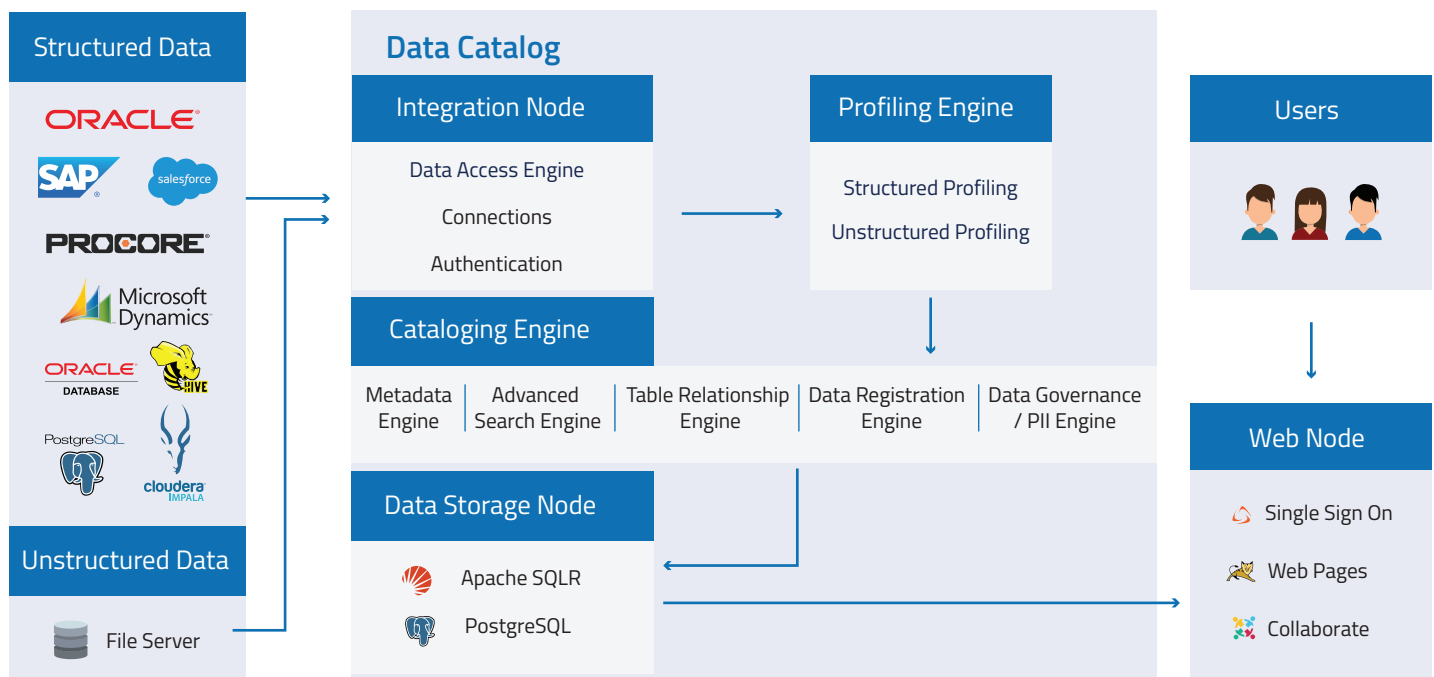 Structured Data
ORACLE
SAP
salesforce
PROCORE
Microsoft
Dynamics
ORACLE
DATABASE
HIVE
PostgreSQL
cloudera
IMPALA
Unstructured Data
File Server
Data Catalog
Integration Node
Data Access Engine
Connections
Authentication
Profiling Engine
Structured Profiling
Unstructured Profiling
Cataloging Engine
Metadata
Engine
Advanced
Search Engine
Table Relationship
Engine
Data Registration
Engine
Data Governance
/ PII Engine
Data Storage Node
Apache SQLR
PostgreSQL
Users
Web Node
Single Sign On
Web Pages
Collaborate